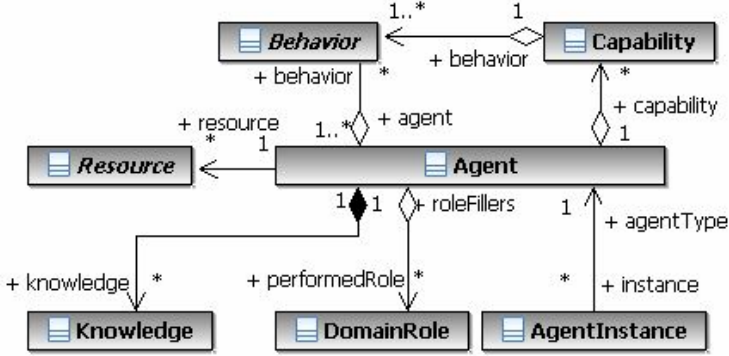 1..* 1
Behavior Capability
+ behavior * + behavior *
+ resource 1..* + agent + capability
* 1 1
Resource Agent
1 1 + roleFillers 1 + agentType
+ knowledge * + performedRole * * + instance
Knowledge DomainRole AgentInstance